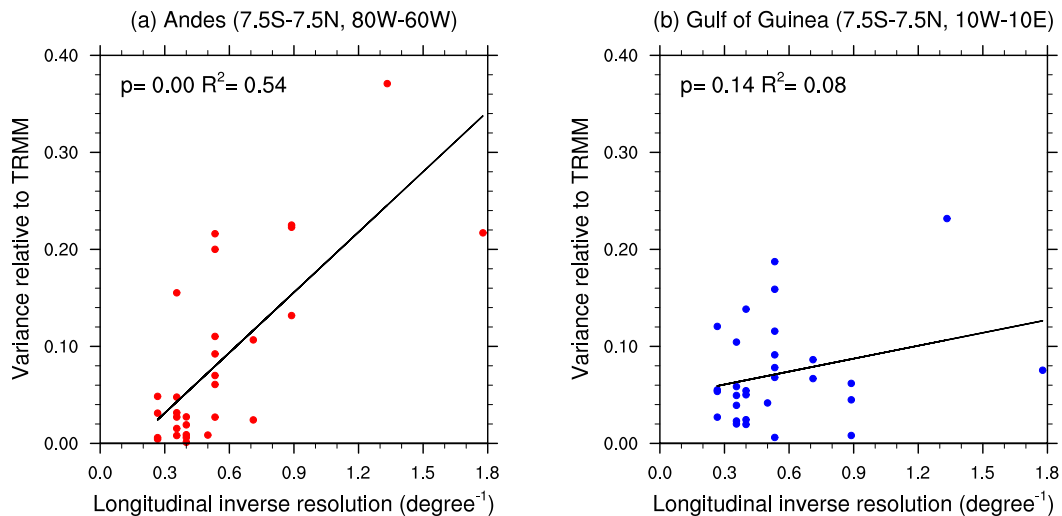 (a) Andes (7.5S-7.5N, 80W-60W)
p= 0.00 R²= 0.54
Variance relative to TRMM
0.40
0.30
0.20
0.10
0.00
0.0 0.3 0.6 0.9 1.2 1.5 1.8
Longitudinal inverse resolution (degree⁻¹)
(b) Gulf of Guinea (7.5S-7.5N, 10W-10E)
p= 0.14 R²= 0.08
Variance relative to TRMM
0.40
0.30
0.20
0.10
0.00
0.0 0.3 0.6 0.9 1.2 1.5 1.8
Longitudinal inverse resolution (degree⁻¹)